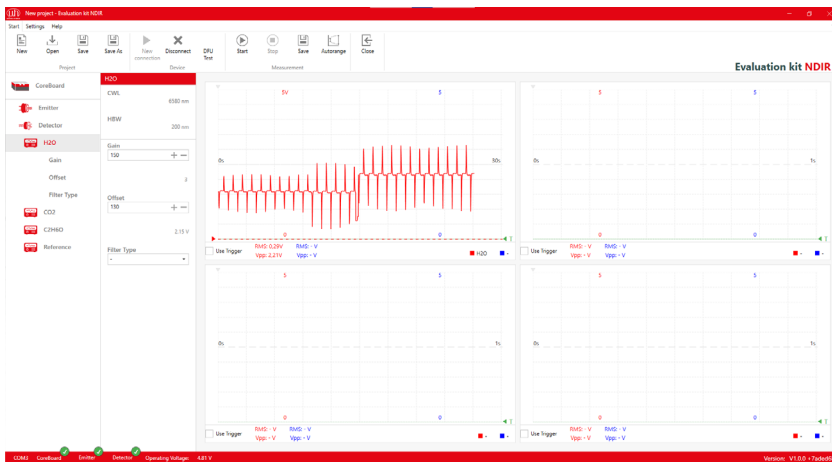 New project - Evaluation kit NDIR
Start Settings Help
New Open Save Save As New connection Disconnect DFU Test Start Stop Save Autorange Close
Project Device Measurement
Evaluation kit NDIR
CoreBoard
Emitter
Detector
H2O
Gain
Offset
Filter Type
CO2
C2H6O
Reference
H2O
CWL
6580 nm
HBW
200 nm
Gain
150
Offset
130
2.15 V
Filter Type
-
5V 5
0s 30s
0 0
Use Trigger RMS: 0,29V RMS: - V
Vpp: 2,21V Vpp: - V
H2O -
5 5
0s 1s
0 0
Use Trigger RMS: - V RMS: - V
Vpp: - V Vpp: - V
- -
5 5
0s 1s
0 0
Use Trigger RMS: - V RMS: - V
Vpp: - V Vpp: - V
- -
5 5
0s 1s
0 0
Use Trigger RMS: - V RMS: - V
Vpp: - V Vpp: - V
- -
COM3 CoreBoard Emitter Detector Operating Voltage: 4.81 V Version: V1.0.0 +7aded6